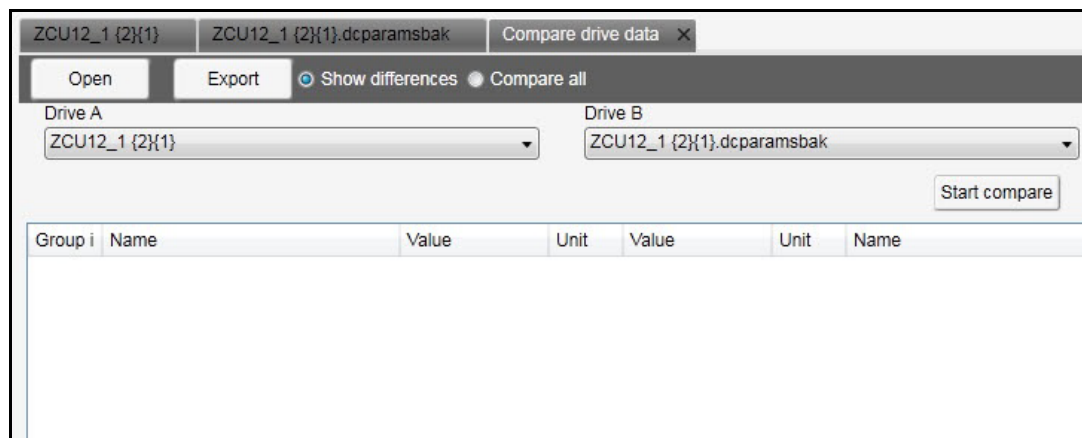 ZCU12_1 {2}{1} ZCU12_1 {2}{1}.dcparamsbak Compare drive data
Open Export Show differences Compare all
Drive A Drive B
ZCU12_1 {2}{1} ZCU12_1 {2}{1}.dcparamsbak
Start compare
Group i Name Value Unit Value Unit Name